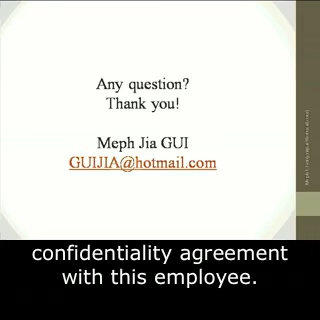 Any question?
Thank you!
Meph Jia GUI
GUIJIA@hotmail.com
confidentiality agreement
with this employee.